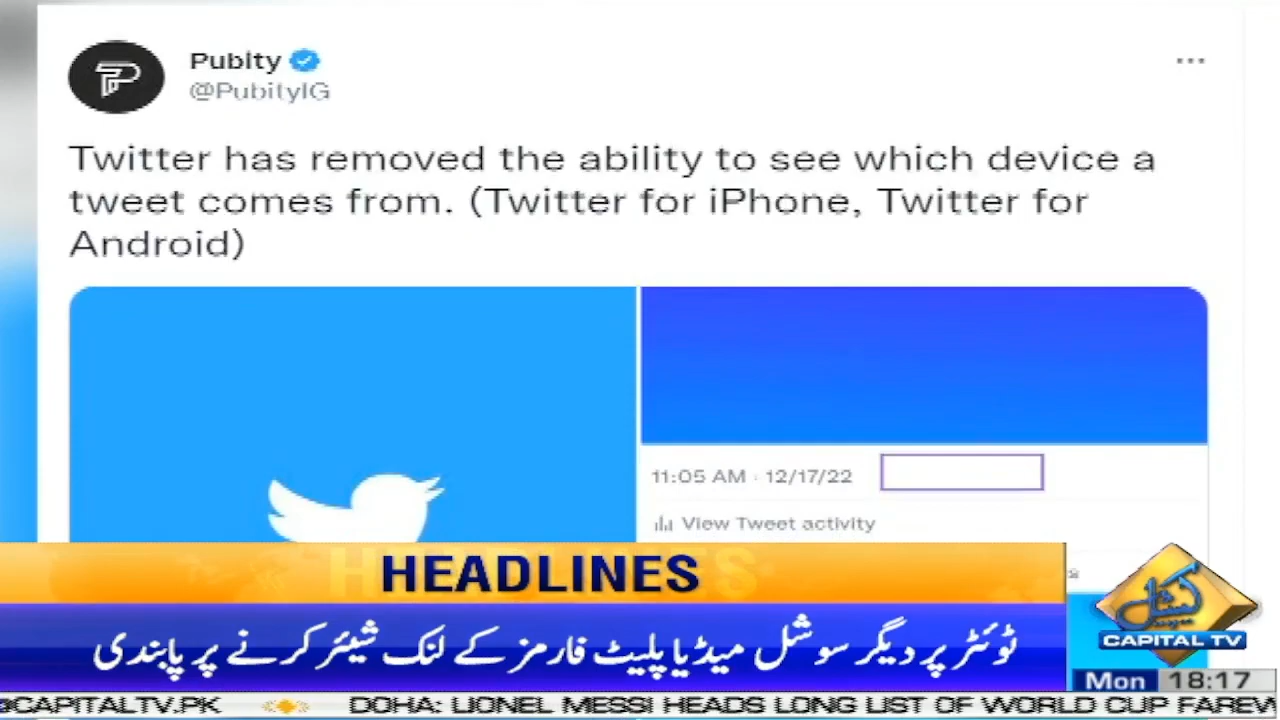 Pubity
@PubityIG
Twitter has removed the ability to see which device a
tweet comes from. (Twitter for iPhone, Twitter for
Android)
11:05 AM · 12/17/22
View Tweet activity
HEADLINES
ٹوئٹر پر دیگر سوشل میڈیا پلیٹ فارمز کے لنک شیئر کرنے پر پابندی
کیپیٹل
CAPITAL TV
Mon 18:17
@CAPITALTV.PK DOHA: LIONEL MESSI HEADS LONG LIST OF WORLD CUP FAREW